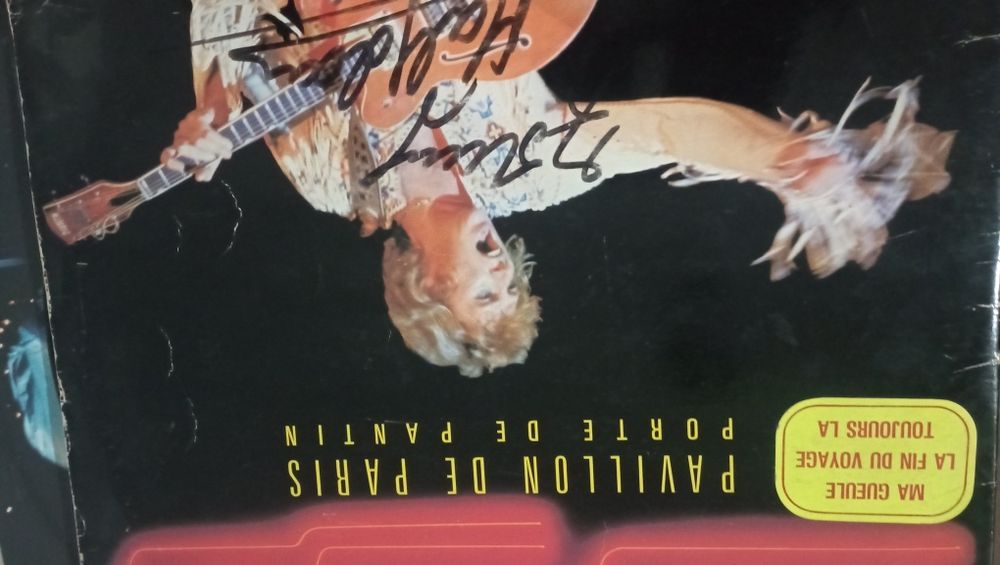 MA GUEULE
LA FIN DU VOYAGE
TOUJOURS LA
PAVILLON DE PARIS
PORTE DE PANTIN
Johnny
Hallyday